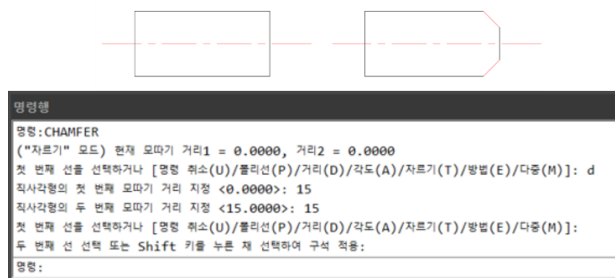 명령행
명령:CHAMFER
("자르기" 모드) 현재 모따기 거리1 = 0.0000, 거리2 = 0.0000
첫 번째 선을 선택하거나 [명령 취소(U)/폴리선(P)/거리(D)/각도(A)/자르기(T)/방법(E)/다중(M)]: d
직사각형의 첫 번째 모따기 거리 지정 <0.0000>: 15
직사각형의 두 번째 모따기 거리 지정 <15.0000>: 15
첫 번째 선을 선택하거나 [명령 취소(U)/폴리선(P)/거리(D)/각도(A)/자르기(T)/방법(E)/다중(M)]:
두 번째 선 선택 또는 Shift 키를 누른 채 선택하여 구석 적용:
명령: